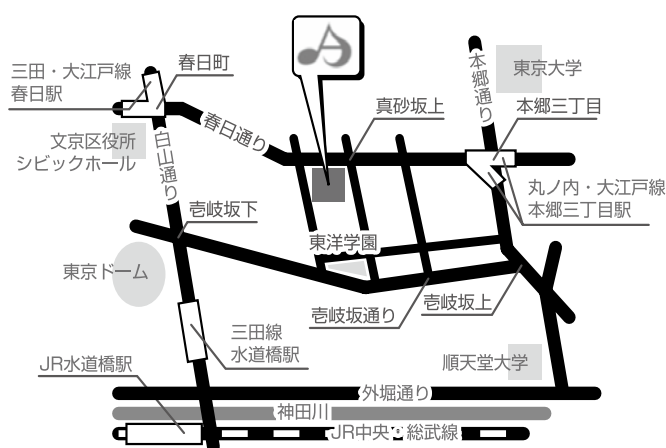 三田・大江戸線
春日駅
春日町
春日通り
文京区役所
シビックホール
白山通り
真砂坂上
本郷通り
東京大学
本郷三丁目
丸ノ内・大江戸線
本郷三丁目駅
壱岐坂下
東洋学園
東京ドーム
壱岐坂通り
壱岐坂上
三田線
水道橋駅
JR水道橋駅
順天堂大学
外堀通り
神田川
JR中央・総武線